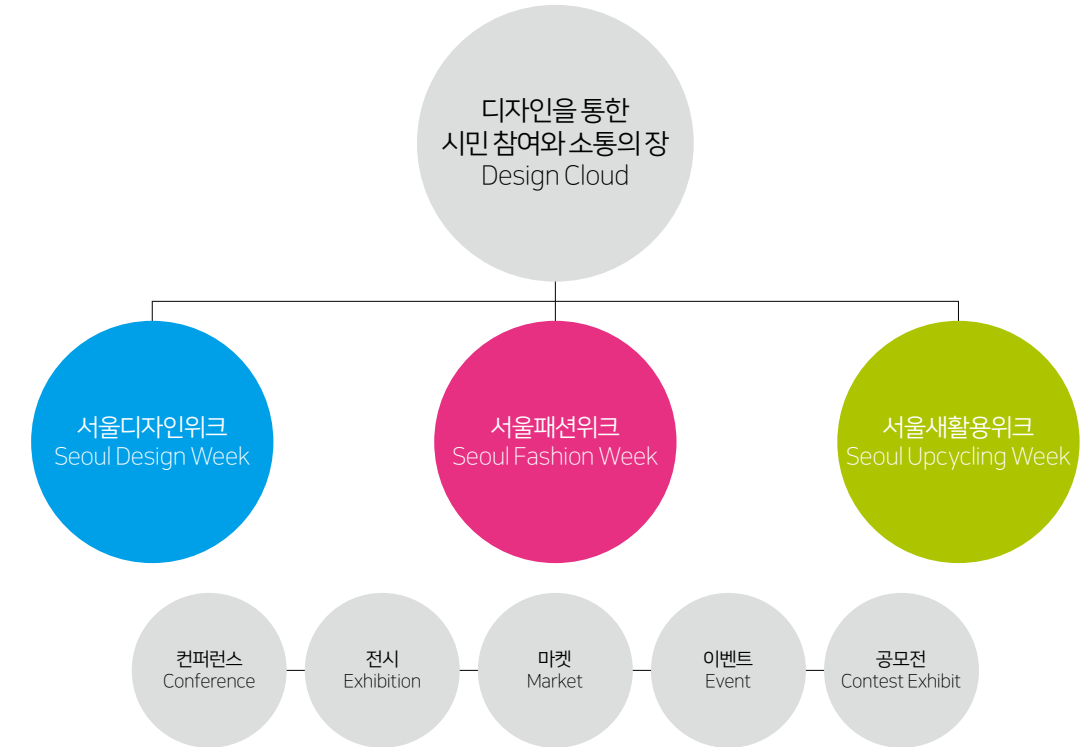 디자인을 통한
시민 참여와 소통의 장
Design Cloud
서울디자인위크
Seoul Design Week
서울패션위크
Seoul Fashion Week
서울새활용위크
Seoul Upcycling Week
컨퍼런스
Conference
전시
Exhibition
마켓
Market
이벤트
Event
공모전
Contest Exhibit